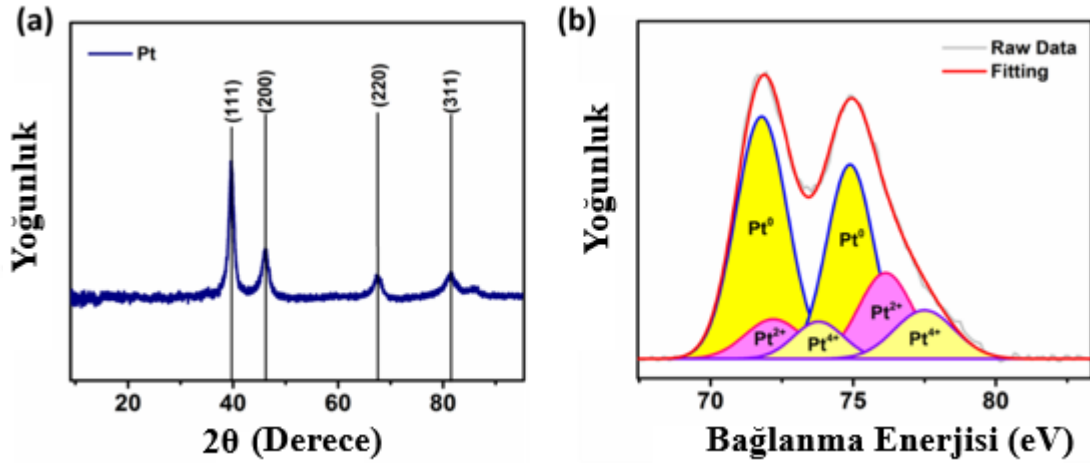 (a)
Pt
(111)
(200)
(220)
(311)
Yoğunluk
20
40
60
80
2θ (Derece)
(b)
Raw Data
Fitting
Yoğunluk
Pt⁰
Pt⁰
Pt²⁺
Pt⁴⁺
Pt²⁺
Pt⁴⁺
70
75
80
Bağlanma Enerjisi (eV)